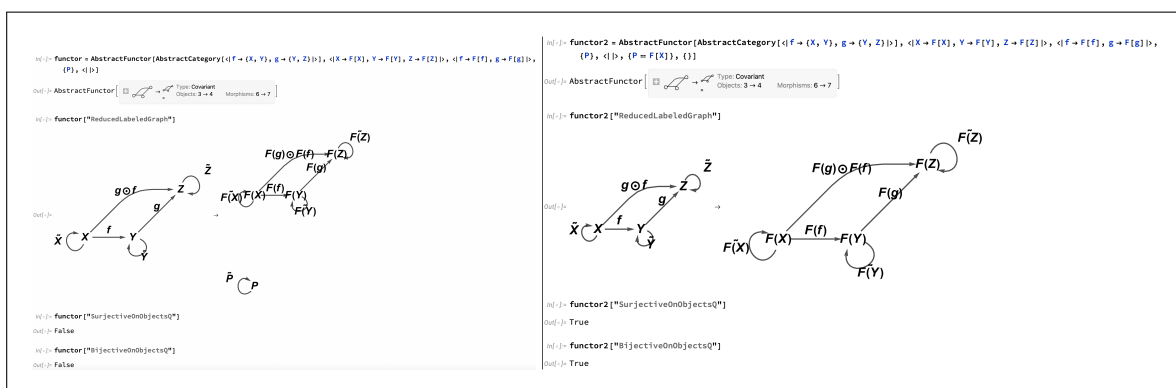 In[•]:= functor = AbstractFunctor[AbstractCategory[<|f → {X, Y}, g → {Y, Z}|>], <|X → F[X], Y → F[Y], Z → F[Z]|>, <|f → F[f], g → F[g]|>,
{P}, <||>]
Out[•]= AbstractFunctor[ Type: Covariant
Objects: 3 → 4 Morphisms: 6 → 7 ]
In[•]:= functor["ReducedLabeledGraph"]
F(Z̃)
F(g)⊙F(f) F(Z)
F(g)
Z̃
g⊙f Z
F(f)
F(X̃) F(X) F(Y)
F(Ỹ)
g
Out[•]= →
X̃ X f Y
Ỹ
P̃ P
In[•]:= functor["SurjectiveOnObjectsQ"]
Out[•]= False
In[•]:= functor["BijectiveOnObjectsQ"]
Out[•]= False
In[•]:= functor2 = AbstractFunctor[AbstractCategory[<|f → {X, Y}, g → {Y, Z}|>], <|X → F[X], Y → F[Y], Z → F[Z]|>, <|f → F[f], g → F[g]|>,
{P}, <||>, {P = F[X]}, {}]
Out[•]= AbstractFunctor[ Type: Covariant
Objects: 3 → 4 Morphisms: 6 → 7 ]
In[•]:= functor2["ReducedLabeledGraph"]
F(Z̃)
F(g)⊙F(f) F(Z)
Z̃
g⊙f Z
F(g)
g
Out[•]= →
X̃ X f Y
Ỹ
F(X̃) F(X) F(f) F(Y)
F(Ỹ)
In[•]:= functor2["SurjectiveOnObjectsQ"]
Out[•]= True
In[•]:= functor2["BijectiveOnObjectsQ"]
Out[•]= True